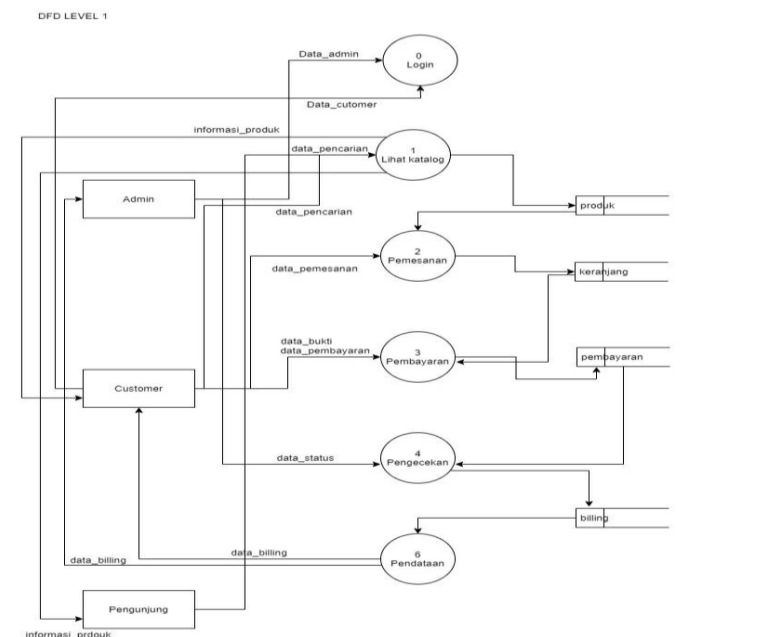 DFD LEVEL 1
Data_admin
0
Login
Data_cutomer
informasi_produk
data_pencarian
1
Lihat katalog
Admin
produk
data_pencarian
2
Pemesanan
data_pemesanan
keranjang
data_bukti
data_pembayaran
3
Pembayaran
pembayaran
Customer
data_status
4
Pengecekan
billing
data_billing
data_billing
6
Pendataan
Pengunjung
informasi_prdouk